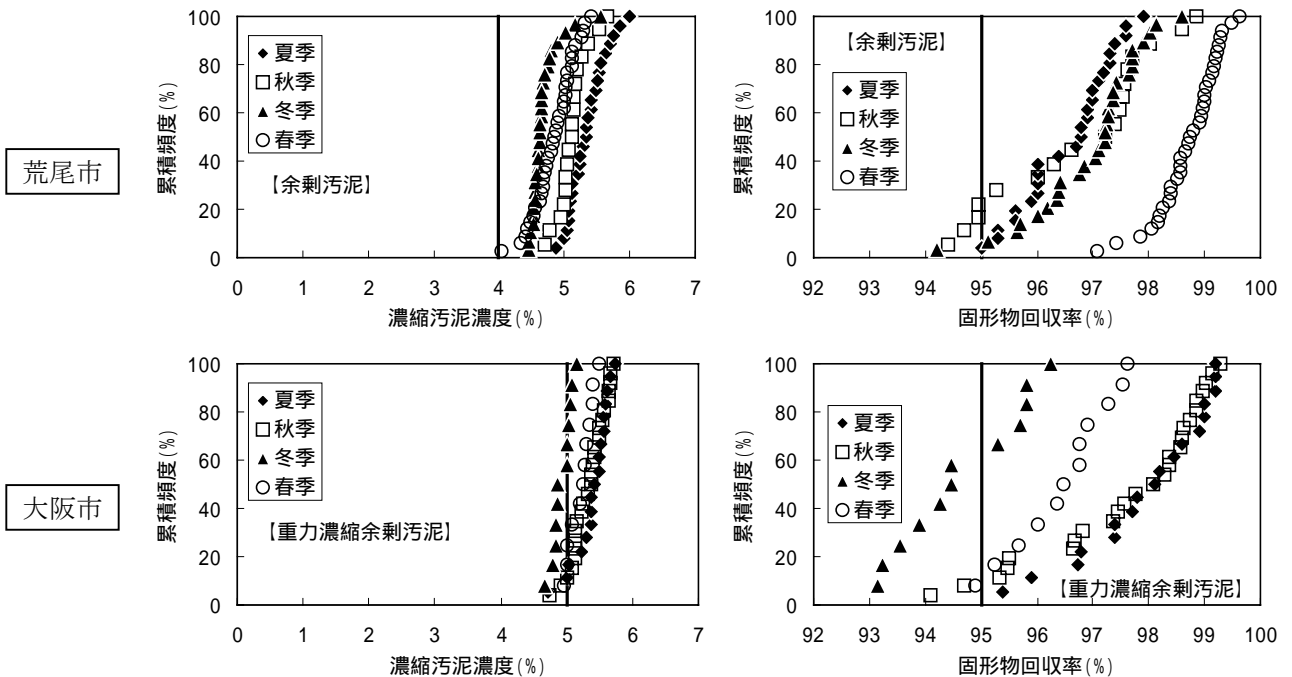 荒尾市
累積頻度(%)
100
80
60
40
20
0
夏季
秋季
冬季
春季
【余剰汚泥】
0 1 2 3 4 5 6 7
濃縮汚泥濃度(%)
累積頻度(%)
100
80
60
40
20
0
【余剰汚泥】
夏季
秋季
冬季
春季
92 93 94 95 96 97 98 99 100
固形物回収率(%)
大阪市
累積頻度(%)
100
80
60
40
20
0
夏季
秋季
冬季
春季
【重力濃縮余剰汚泥】
0 1 2 3 4 5 6 7
濃縮汚泥濃度(%)
累積頻度(%)
100
80
60
40
20
0
夏季
秋季
冬季
春季
【重力濃縮余剰汚泥】
92 93 94 95 96 97 98 99 100
固形物回収率(%)